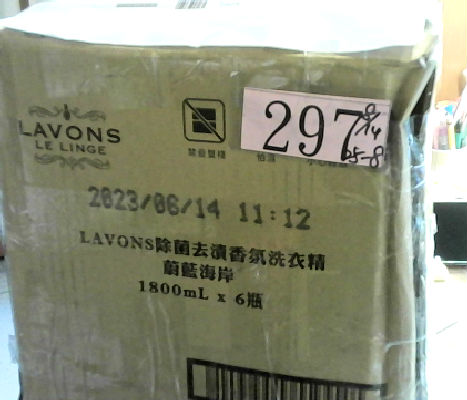 LAVONS
LE LINGE
297
2023/06/14 11:12
LAVONS除菌去漬香氛洗衣精
蔚藍海岸
1800mL x 6瓶